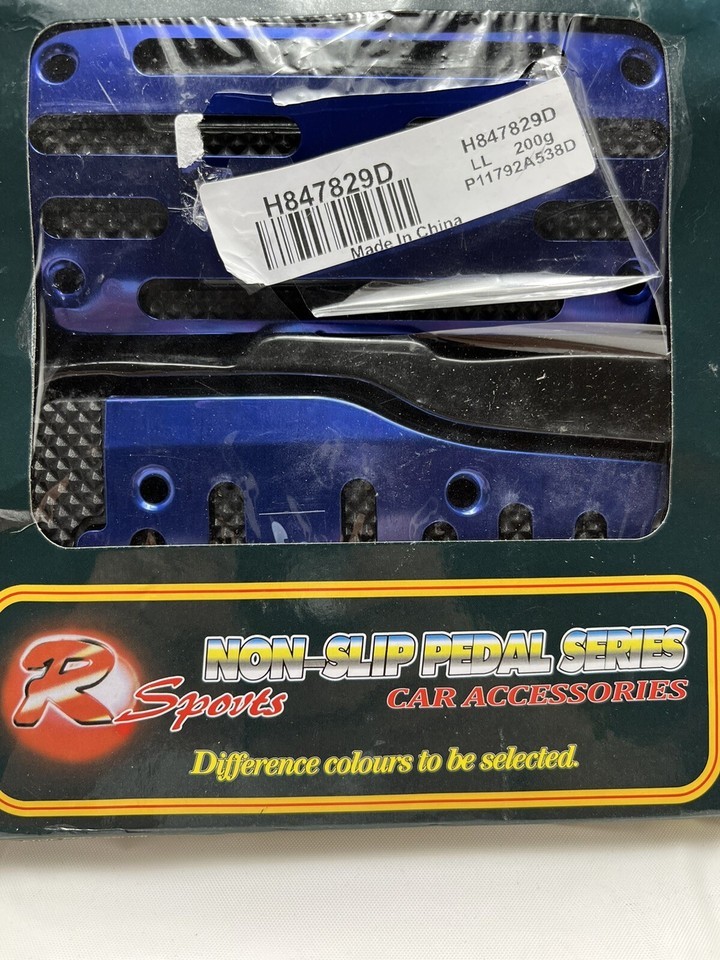 H847829D
H847829D
LL 200g
P11792A538D
Made In China
R
Spovts
NON-SLIP PEDAL SERIES
CAR ACCESSORIES
Difference colours to be selected.